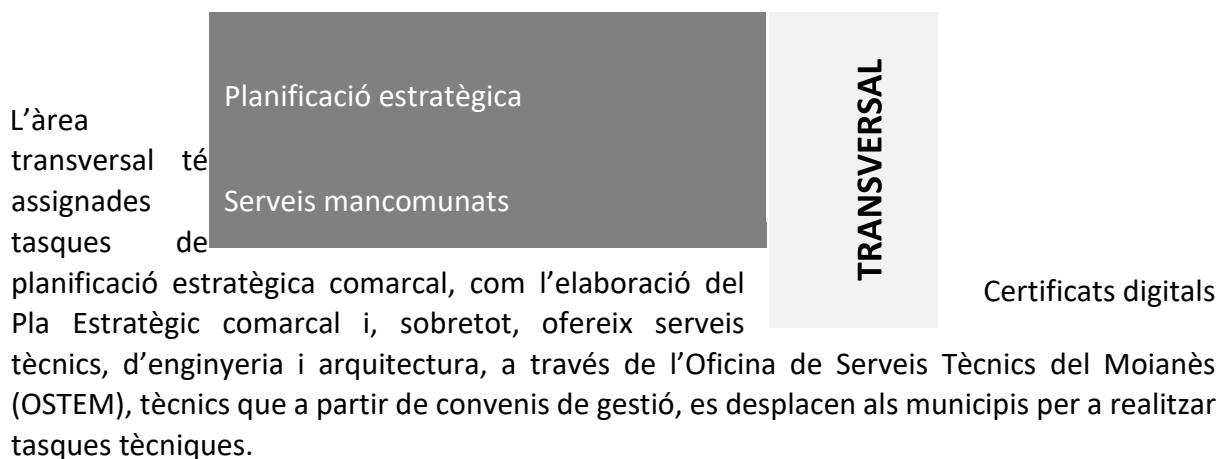 Planificació estratègica
Serveis mancomunats
TRANSVERSAL
L’àrea
transversal té
assignades
tasques de
planificació estratègica comarcal, com l’elaboració del
Certificats digitals
Pla Estratègic comarcal i, sobretot, ofereix serveis
tècnics, d’enginyeria i arquitectura, a través de l’Oficina de Serveis Tècnics del Moianès
(OSTEM), tècnics que a partir de convenis de gestió, es desplacen als municipis per a realitzar
tasques tècniques.